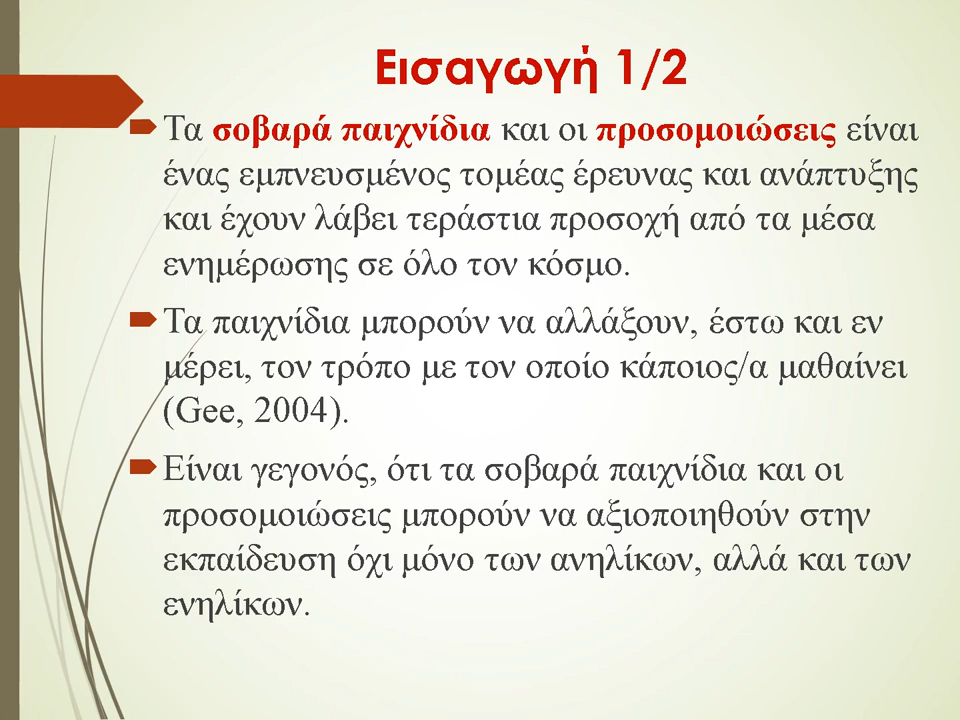 Εισαγωγή 1/2
Τα σοβαρά παιχνίδια και οι προσομοιώσεις είναι
ένας εμπνευσμένος τομέας έρευνας και ανάπτυξης
και έχουν λάβει τεράστια προσοχή από τα μέσα
ενημέρωσης σε όλο τον κόσμο.
Τα παιχνίδια μπορούν να αλλάξουν, έστω και εν
μέρει, τον τρόπο με τον οποίο κάποιος/α μαθαίνει
(Gee, 2004).
Είναι γεγονός, ότι τα σοβαρά παιχνίδια και οι
προσομοιώσεις μπορούν να αξιοποιηθούν στην
εκπαίδευση όχι μόνο των ανηλίκων, αλλά και των
ενηλίκων.